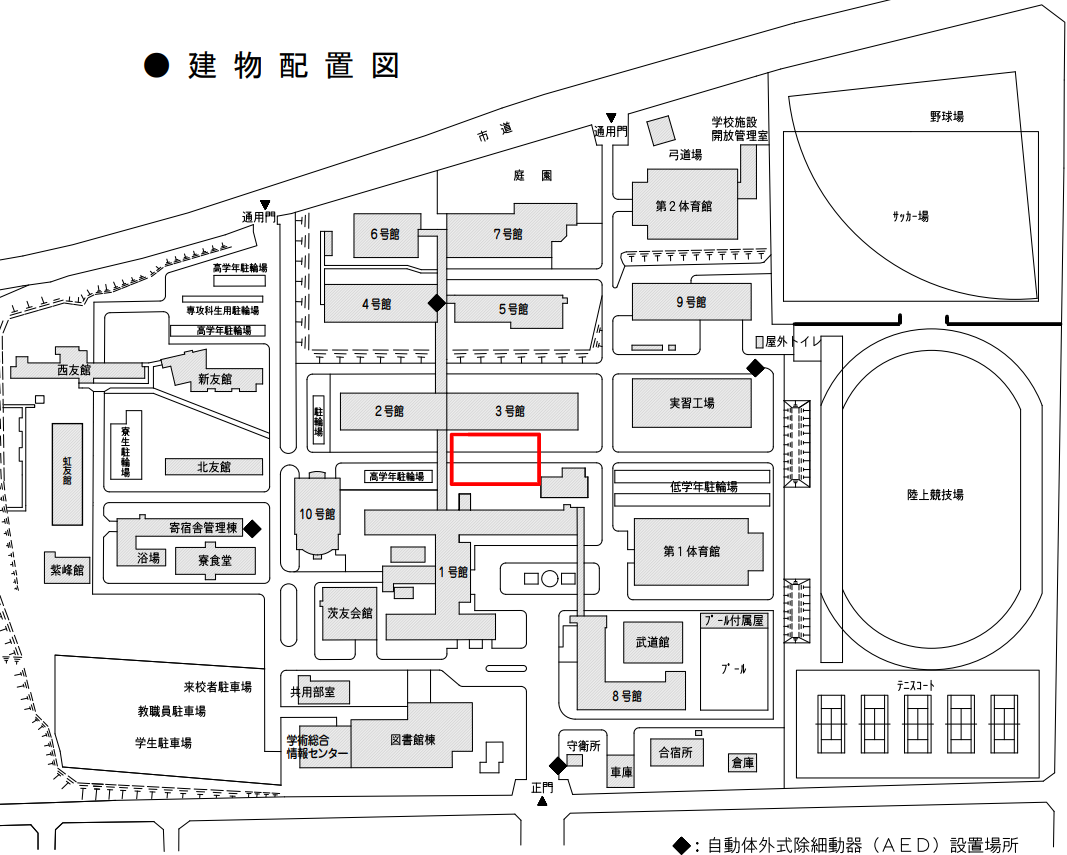 ● 建物配置図
市道
通用門
学校施設
開放管理室
弓道場
野球場
庭園
第２体育館
サッカー場
通用門
６号館
７号館
高学年駐輪場
専攻科生用駐輪場
高学年駐輪場
４号館
５号館
９号館
屋外トイレ
西友館
新友館
駐輪場
２号館
３号館
実習工場
寮生駐輪場
虹友館
北友館
高学年駐輪場
低学年駐輪場
陸上競技場
10号館
寄宿舎管理棟
浴場
寮食堂
紫峰館
１号館
第１体育館
茨友会館
プール付属屋
武道館
プール
来校者駐車場
教職員駐車場
学生駐車場
共用部室
８号館
テニスコート
学術総合
情報センター
図書館棟
守衛所
車庫
合宿所
倉庫
正門
◆：自動体外式除細動器（ＡＥＤ）設置場所